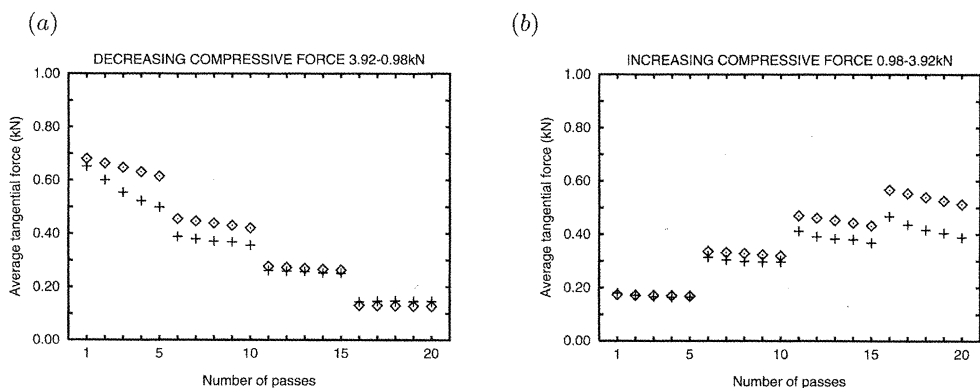 (a)
DECREASING COMPRESSIVE FORCE 3.92-0.98kN
1.00
0.80
0.60
0.40
0.20
0.00
Average tangential force (kN)
1 5 10 15 20
Number of passes
(b)
INCREASING COMPRESSIVE FORCE 0.98-3.92kN
1.00
0.80
0.60
0.40
0.20
0.00
Average tangential force (kN)
1 5 10 15 20
Number of passes